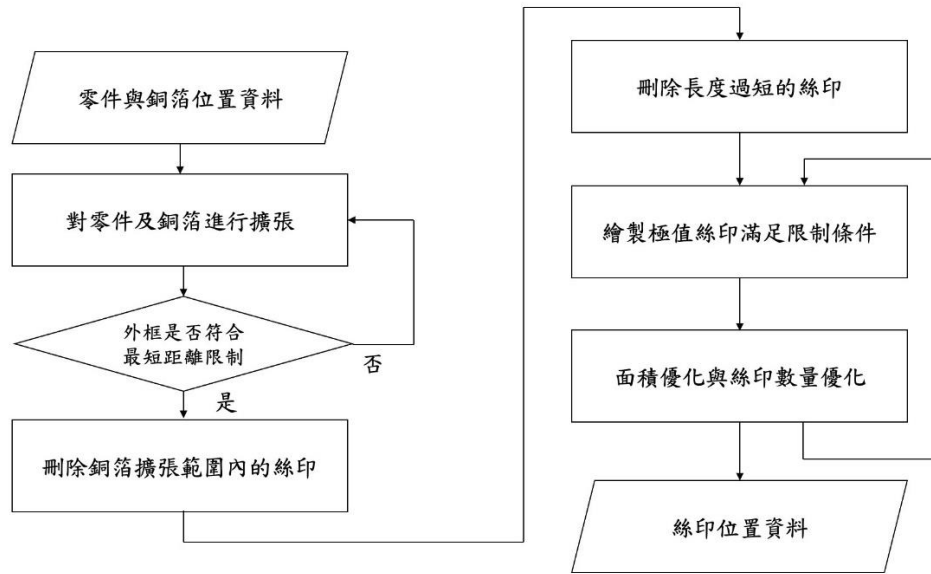 零件與銅箔位置資料
對零件及銅箔進行擴張
外框是否符合
最短距離限制
否
是
刪除銅箔擴張範圍內的絲印
刪除長度過短的絲印
繪製極值絲印滿足限制條件
面積優化與絲印數量優化
絲印位置資料